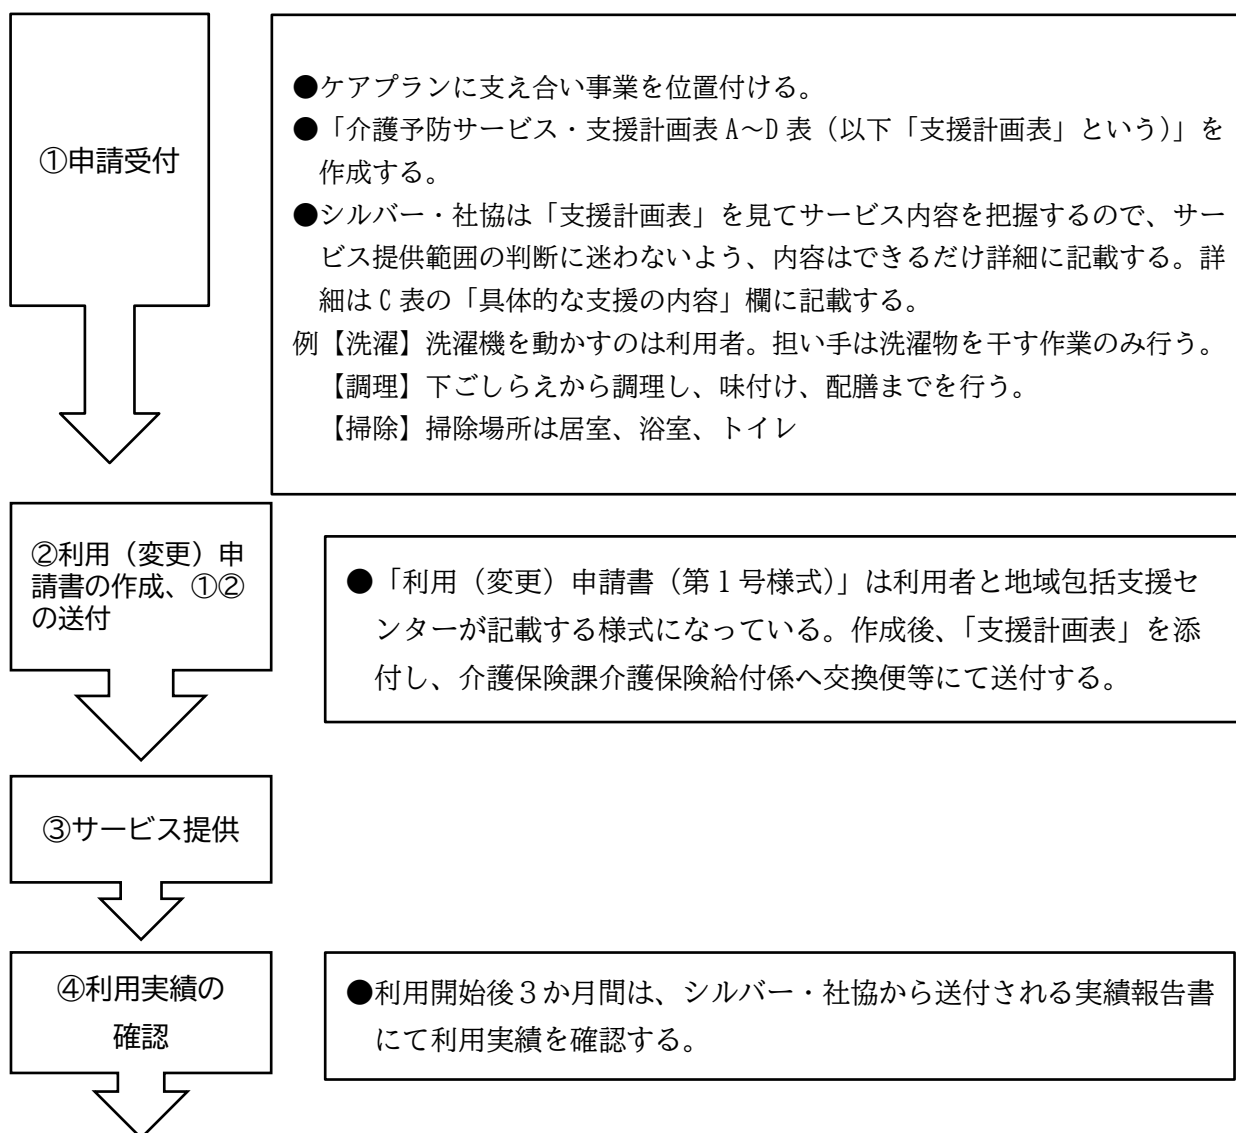 ①申請受付
●ケアプランに支え合い事業を位置付ける。
●「介護予防サービス・支援計画表 A～D 表（以下「支援計画表」という）」を
作成する。
●シルバー・社協は「支援計画表」を見てサービス内容を把握するので、サー
ビス提供範囲の判断に迷わないよう、内容はできるだけ詳細に記載する。詳
細は C 表の「具体的な支援の内容」欄に記載する。
例【洗濯】洗濯機を動かすのは利用者。担い手は洗濯物を干す作業のみ行う。
【調理】下ごしらえから調理し、味付け、配膳までを行う。
【掃除】掃除場所は居室、浴室、トイレ
②利用（変更）申
請書の作成、①②
の送付
●「利用（変更）申請書（第１号様式）」は利用者と地域包括支援セ
ンターが記載する様式になっている。作成後、「支援計画表」を添
付し、介護保険課介護保険給付係へ交換便等にて送付する。
③サービス提供
④利用実績の
確認
●利用開始後３か月間は、シルバー・社協から送付される実績報告書
にて利用実績を確認する。